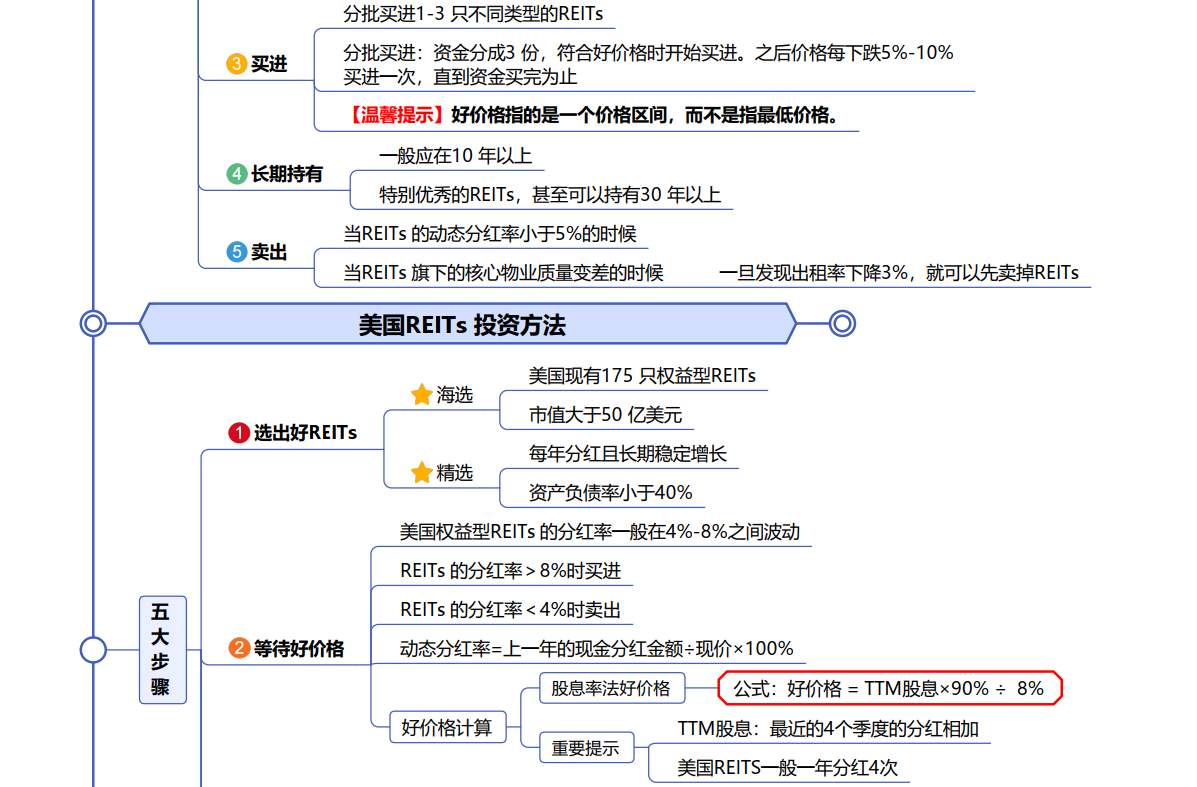 分批买进1-3 只不同类型的REITs
3 买进
分批买进：资金分成3 份，符合好价格时开始买进。之后价格每下跌5%-10%
买进一次，直到资金买完为止
【温馨提示】好价格指的是一个价格区间，而不是指最低价格。
一般应在10 年以上
4 长期持有
特别优秀的REITs，甚至可以持有30 年以上
当REITs 的动态分红率小于5%的时候
5 卖出
当REITs 旗下的核心物业质量变差的时候 一旦发现出租率下降3%，就可以先卖掉REITs
美国REITs 投资方法
美国现有175 只权益型REITs
海选
市值大于50 亿美元
1 选出好REITs
每年分红且长期稳定增长
精选
资产负债率小于40%
美国权益型REITs 的分红率一般在4%-8%之间波动
REITs 的分红率＞8%时买进
REITs 的分红率＜4%时卖出
五
大
步
骤
2 等待好价格
动态分红率=上一年的现金分红金额÷现价×100%
股息率法好价格
公式：好价格 = TTM股息×90% ÷ 8%
好价格计算
TTM股息：最近的4个季度的分红相加
重要提示
美国REITS一般一年分红4次